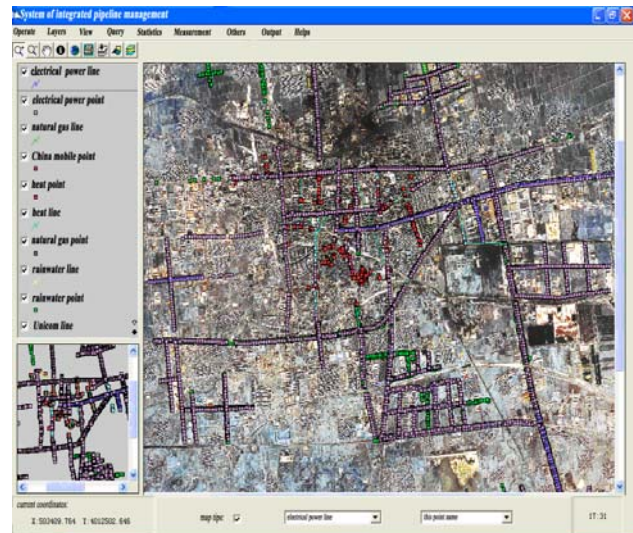 System of integrated pipeline management
Operate Layers View Query Statistics Measurement Others Output Helps
electrical power line
electrical power point
natural gas line
China mobile point
heat point
heat line
natural gas point
rainwater line
rainwater point
Unicom line
current coordinates:
X:503409.764 Y:4012502.646
map tips:
electrical power line
this point name
17:31